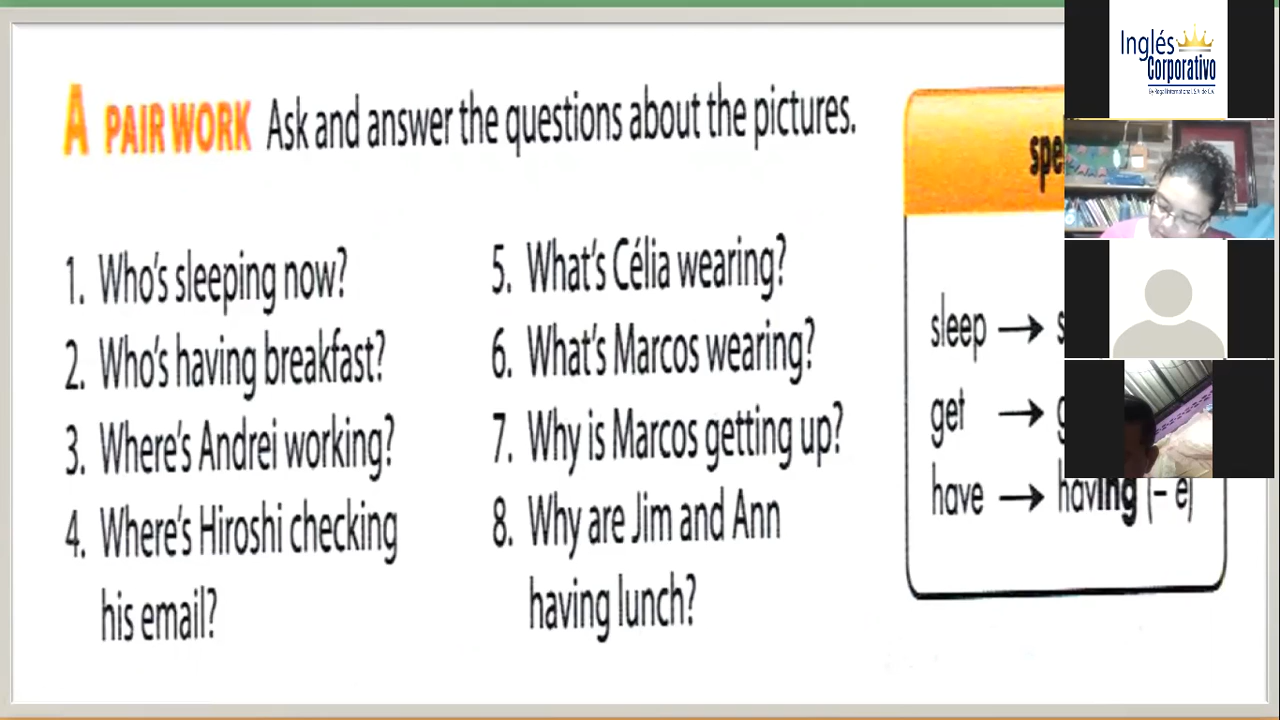 A PAIR WORK Ask and answer the questions about the pictures.
1. Who's sleeping now?
2. Who's having breakfast?
3. Where's Andrei working?
4. Where's Hiroshi checking
his email?
5. What's Célia wearing?
6. What's Marcos wearing?
7. Why is Marcos getting up?
8. Why are Jim and Ann
having lunch?
sleep →
get →
have → having (– e)
Inglés
Corporativo